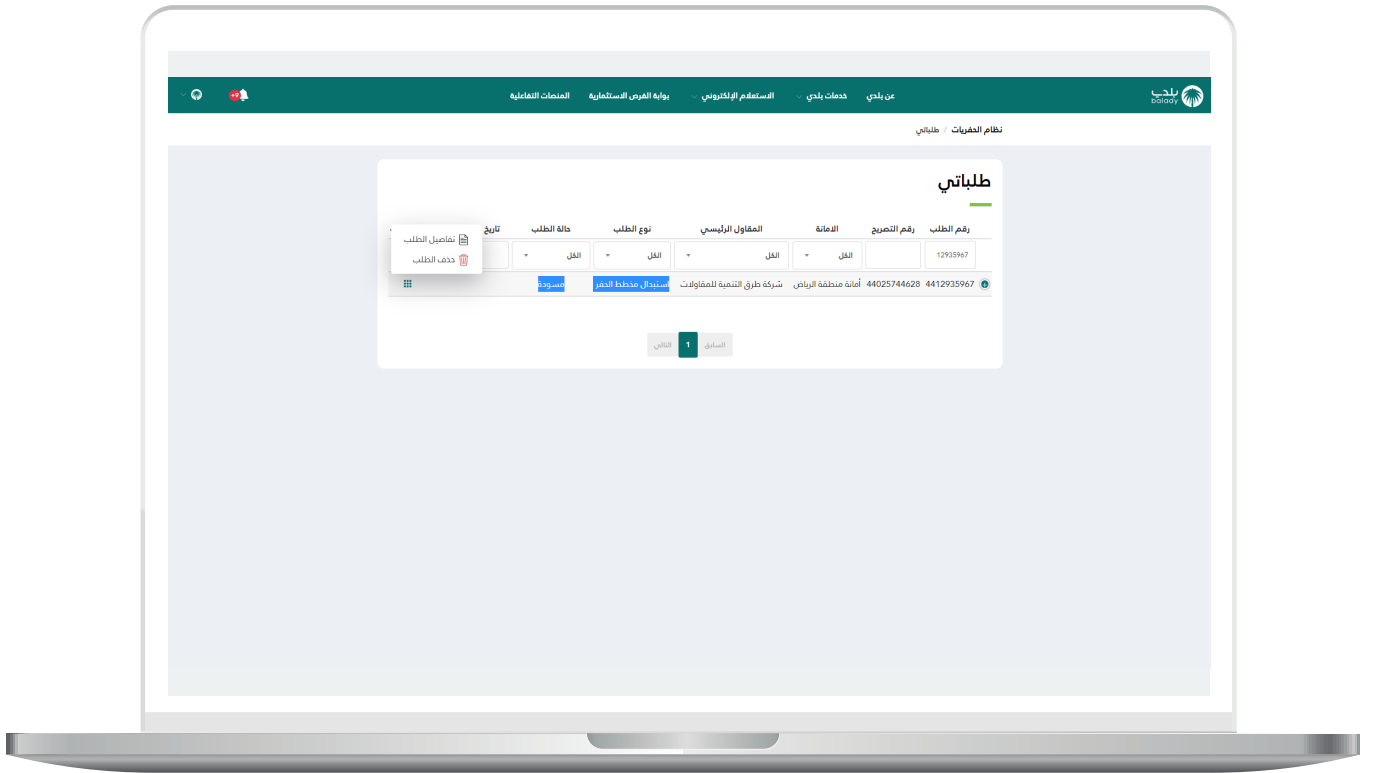 بلدي
balady
عن بلدي
خدمات بلدي
الاستعلام الإلكتروني
بوابة الفرص الاستثمارية
المنصات التفاعلية
+9
نظام الحفريات / طلباتي
طلباتي
رقم الطلب رقم التصريح الامانة المقاول الرئيسي نوع الطلب حالة الطلب تاريخ
12935967 الكل الكل الكل الكل
4412935967 44025744628 أمانة منطقة الرياض شركة طرق التنمية للمقاولات استبدال مخطط الحفر مسودة
تفاصيل الطلب
حذف الطلب
السابق 1 التالي